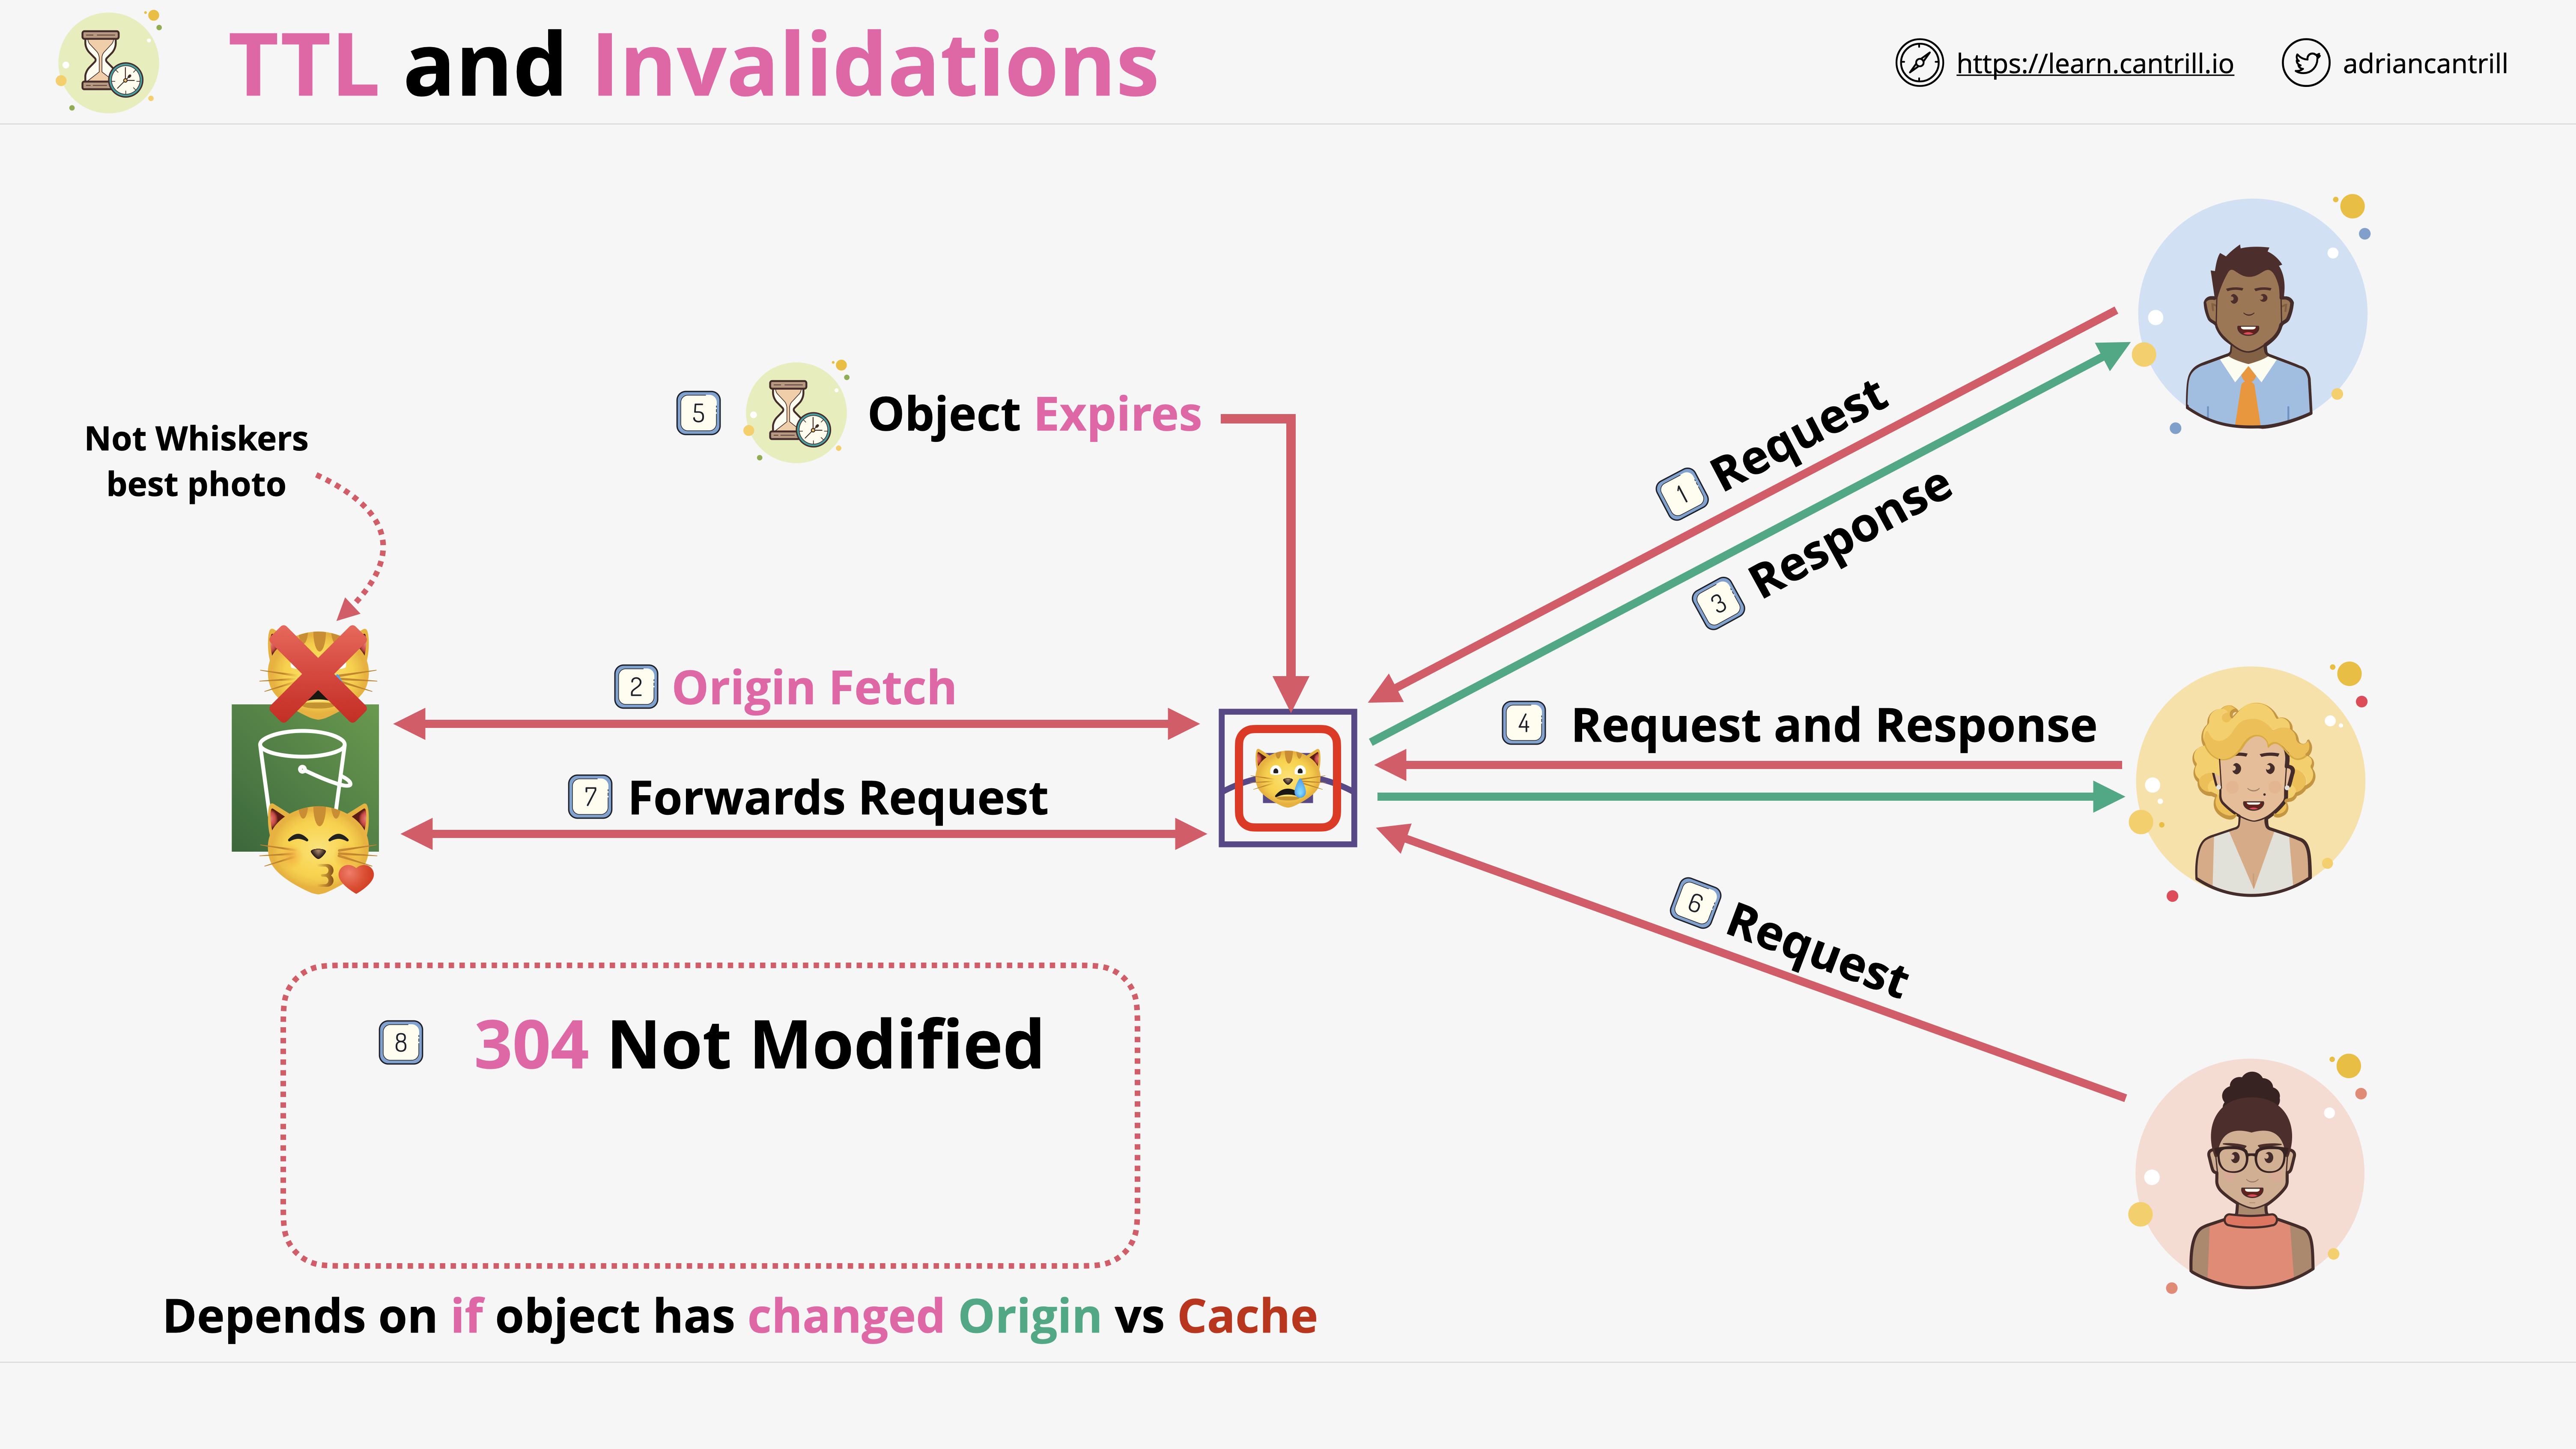 TTL and Invalidations
https://learn.cantrill.io
adriancantrill
5 Object Expires
Not Whiskers
best photo
1 Request
3 Response
2 Origin Fetch
4 Request and Response
7 Forwards Request
6 Request
8 304 Not Modified
Depends on if object has changed Origin vs Cache